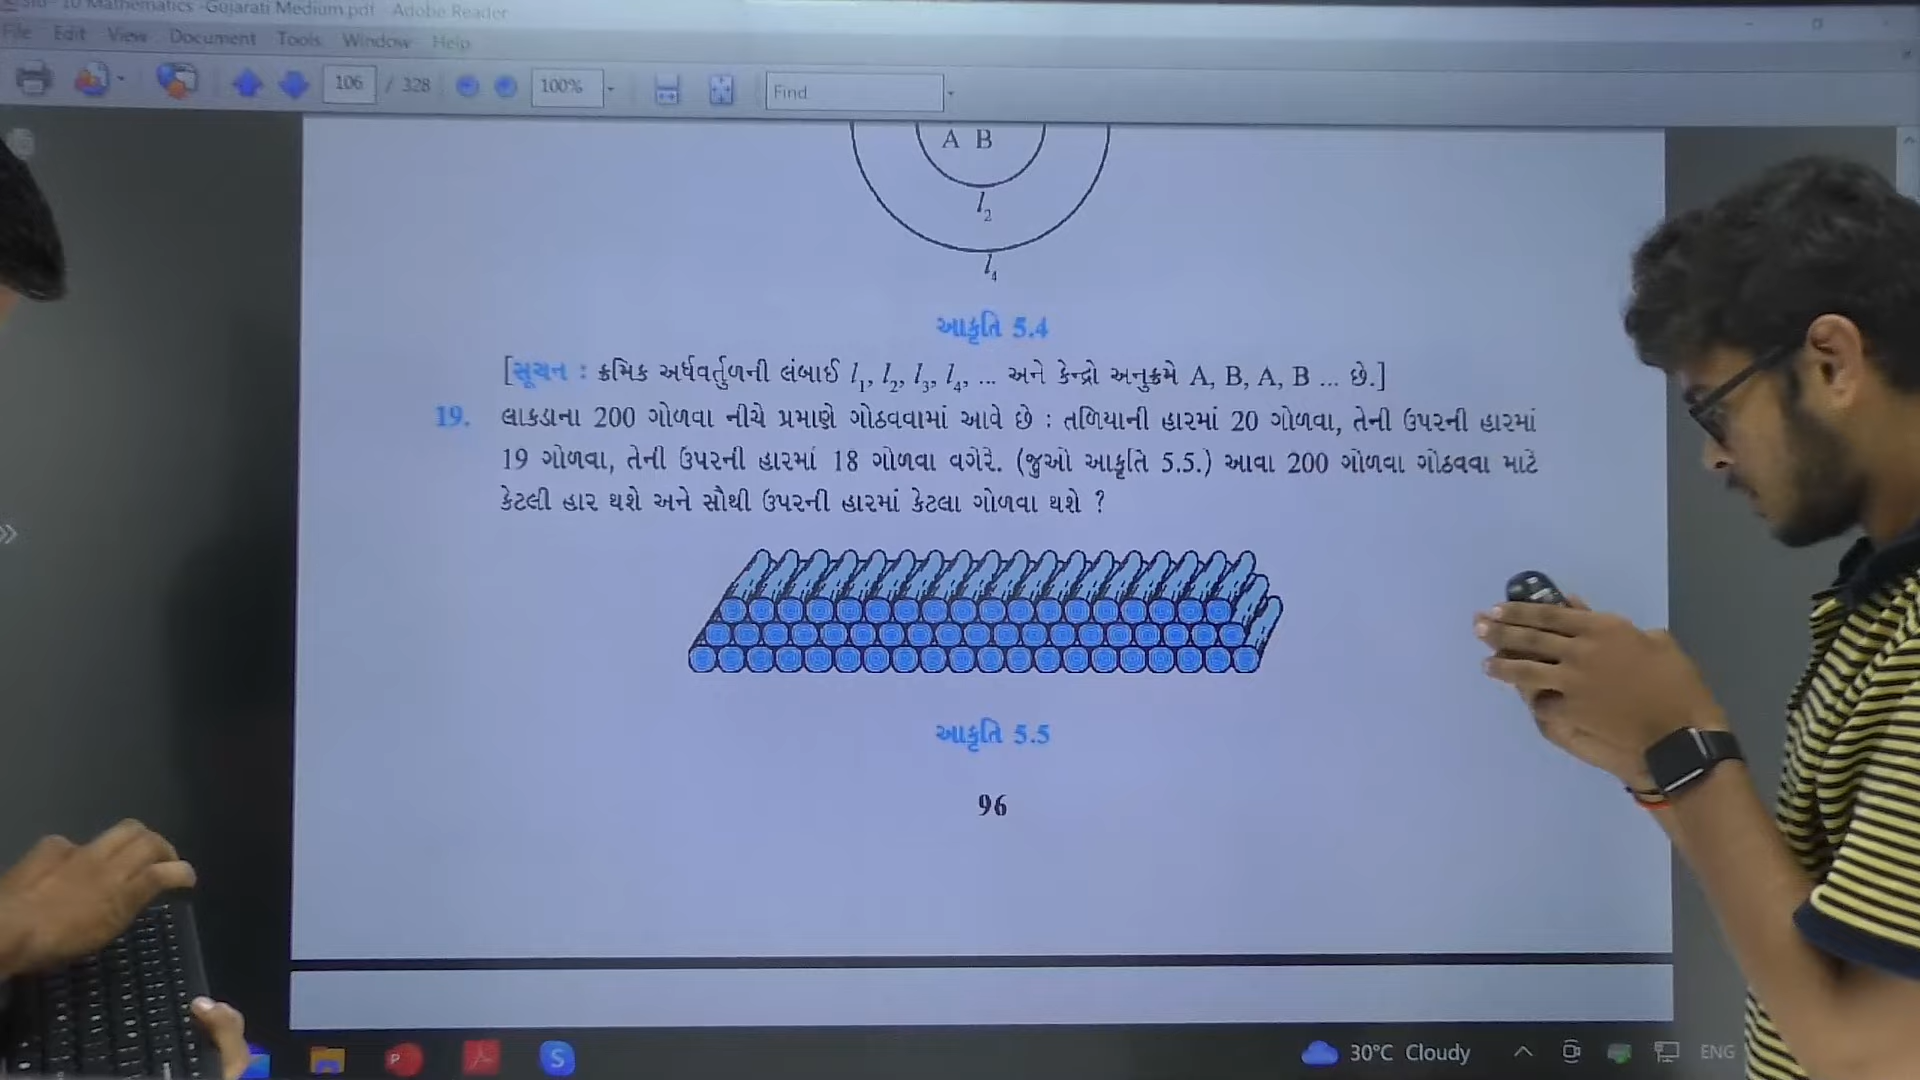 10 Mathematics -Gujarati Medium.pdf - Adobe Reader
File Edit View Document Tools Window Help
106 / 328 100% Find
A B
l2
l4
આકૃતિ 5.4
[સૂચન : ક્રમિક અર્ધવર્તુળની લંબાઈ l1, l2, l3, l4, ... અને કેન્દ્રો અનુક્રમે A, B, A, B ... છે.]
19. લાકડાના 200 ગોળવા નીચે પ્રમાણે ગોઠવવામાં આવે છે : તળિયાની હારમાં 20 ગોળવા, તેની ઉપરની હારમાં
19 ગોળવા, તેની ઉપરની હારમાં 18 ગોળવા વગેરે. (જુઓ આકૃતિ 5.5.) આવા 200 ગોળવા ગોઠવવા માટે
કેટલી હાર થશે અને સૌથી ઉપરની હારમાં કેટલા ગોળવા થશે ?
આકૃતિ 5.5
96
30°C Cloudy ENG